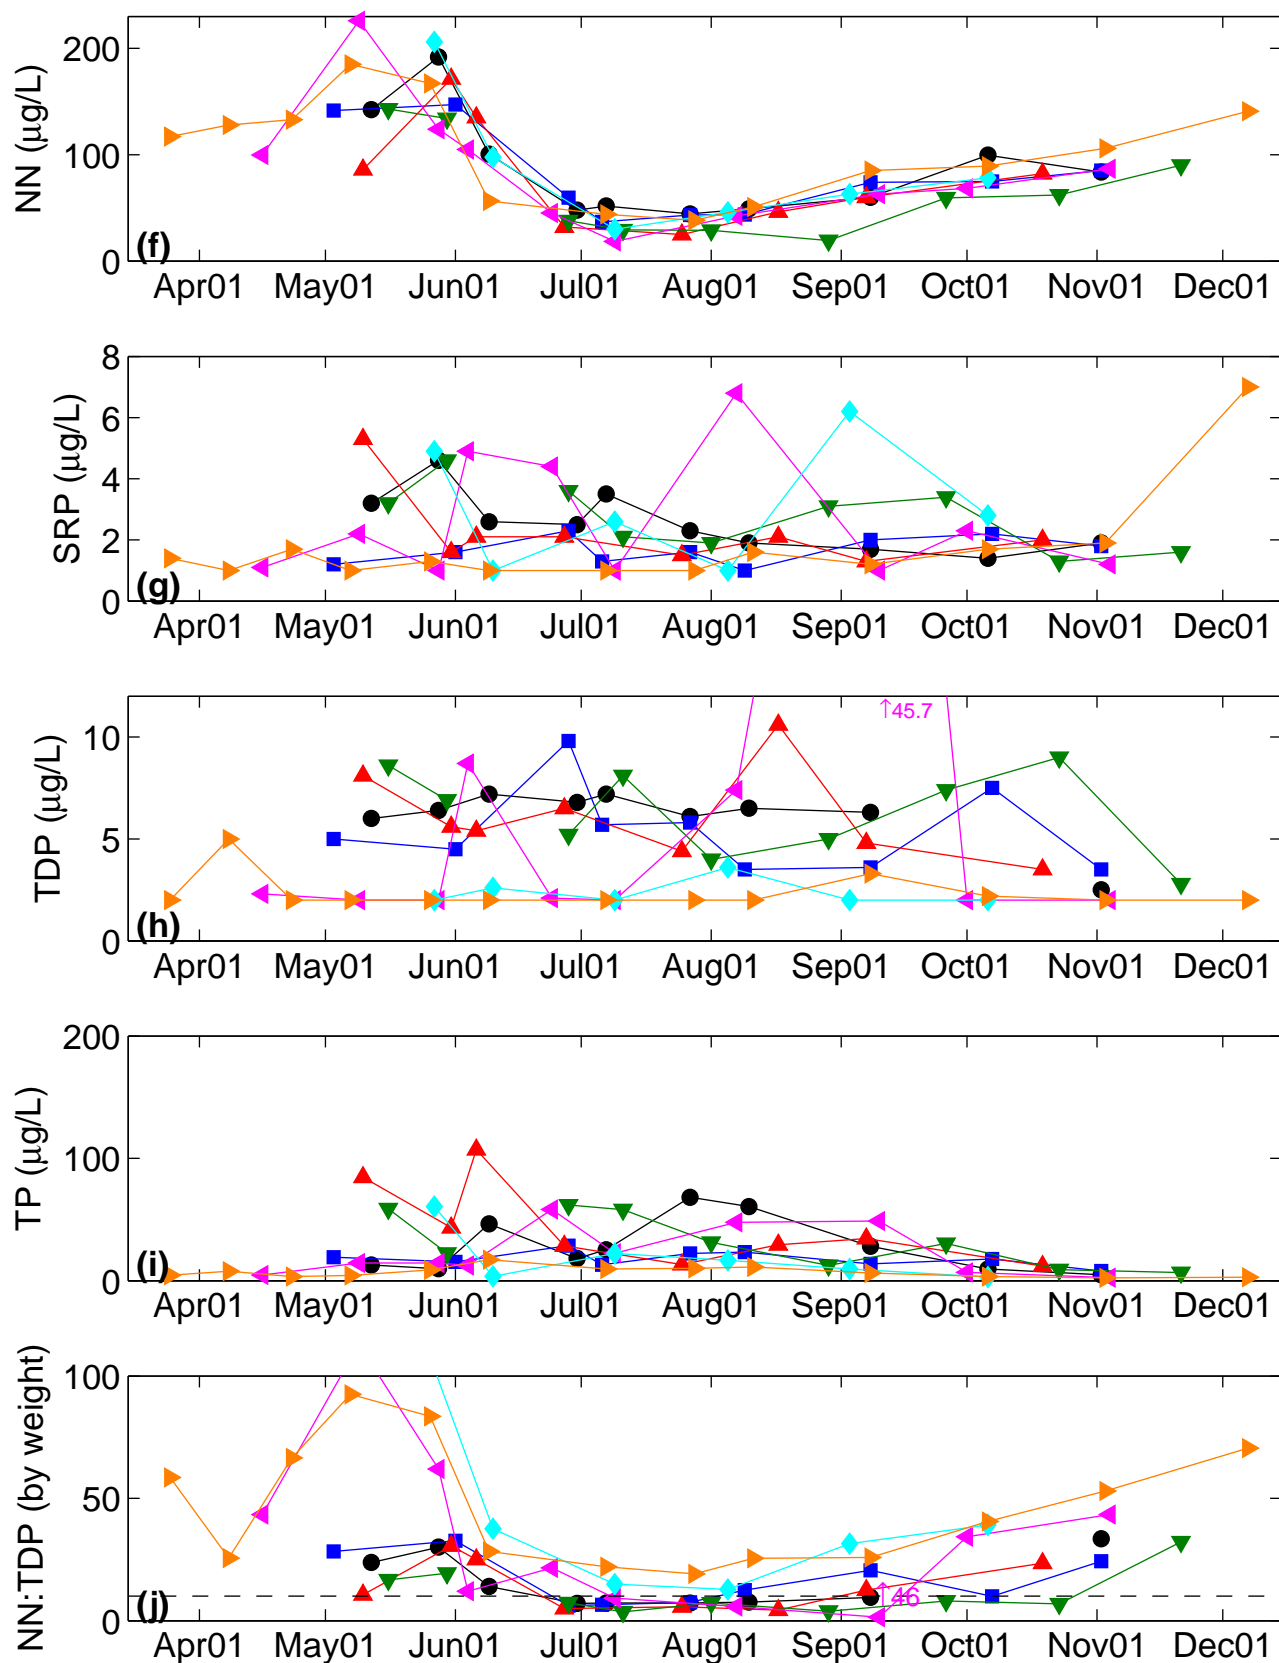 NN (μg/L)
200
100
0
(f)
Apr01 May01 Jun01 Jul01 Aug01 Sep01 Oct01 Nov01 Dec01
SRP (μg/L)
8
6
4
2
0
(g)
Apr01 May01 Jun01 Jul01 Aug01 Sep01 Oct01 Nov01 Dec01
TDP (μg/L)
↑45.7
10
5
0
(h)
Apr01 May01 Jun01 Jul01 Aug01 Sep01 Oct01 Nov01 Dec01
TP (μg/L)
200
100
0
(i)
Apr01 May01 Jun01 Jul01 Aug01 Sep01 Oct01 Nov01 Dec01
NN:TDP (by weight)
100
50
↑46
0
(j)
Apr01 May01 Jun01 Jul01 Aug01 Sep01 Oct01 Nov01 Dec01